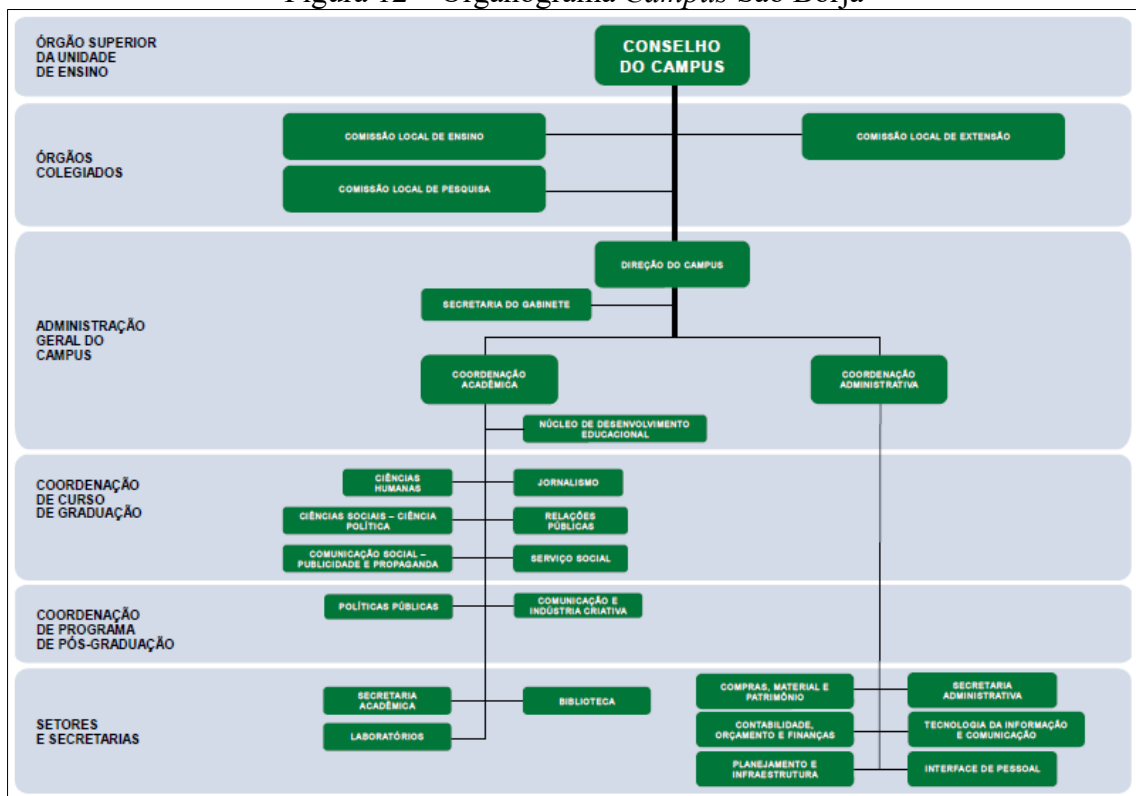 Figura 12 – Organograma Campus São Borja
ÓRGÃO SUPERIOR
DA UNIDADE
DE ENSINO
CONSELHO
DO CAMPUS
ÓRGÃOS
COLEGIADOS
COMISSÃO LOCAL DE ENSINO
COMISSÃO LOCAL DE EXTENSÃO
COMISSÃO LOCAL DE PESQUISA
ADMINISTRAÇÃO
GERAL DO
CAMPUS
DIREÇÃO DO CAMPUS
SECRETARIA DO GABINETE
COORDENAÇÃO
ACADÊMICA
COORDENAÇÃO
ADMINISTRATIVA
NÚCLEO DE DESENVOLVIMENTO
EDUCACIONAL
COORDENAÇÃO
DE CURSO
DE GRADUAÇÃO
CIÊNCIAS
HUMANAS
JORNALISMO
CIÊNCIAS SOCIAIS – CIÊNCIA
POLÍTICA
RELAÇÕES
PÚBLICAS
COMUNICAÇÃO SOCIAL –
PUBLICIDADE E PROPAGANDA
SERVIÇO SOCIAL
COORDENAÇÃO
DE PROGRAMA
DE PÓS-GRADUAÇÃO
POLÍTICAS PÚBLICAS
COMUNICAÇÃO E
INDÚSTRIA CRIATIVA
SETORES
E SECRETARIAS
SECRETARIA
ACADÊMICA
BIBLIOTECA
LABORATÓRIOS
COMPRAS, MATERIAL E
PATRIMÔNIO
SECRETARIA
ADMINISTRATIVA
CONTABILIDADE,
ORÇAMENTO E FINANÇAS
TECNOLOGIA DA INFORMAÇÃO
E COMUNICAÇÃO
PLANEJAMENTO E
INFRAESTRUTURA
INTERFACE DE PESSOAL